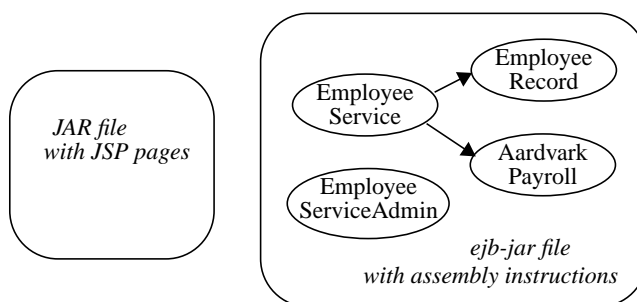 JAR file
with JSP pages
Employee
Record
Employee
Service
Aardvark
Payroll
Employee
ServiceAdmin
ejb-jar file
with assembly instructions